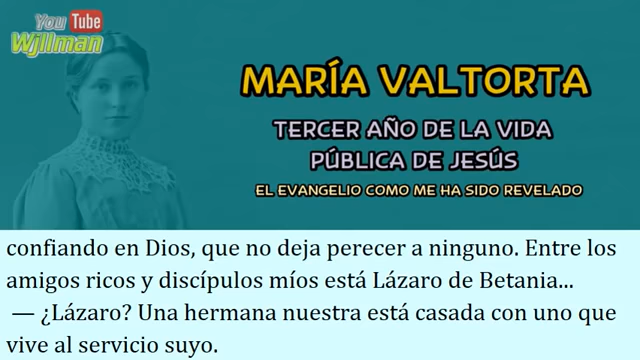 You Tube
Wjllman
MARÍA VALTORTA
TERCER AÑO DE LA VIDA
PÚBLICA DE JESÚS
EL EVANGELIO COMO ME HA SIDO REVELADO
confiando en Dios, que no deja perecer a ninguno. Entre los
amigos ricos y discípulos míos está Lázaro de Betania...
— ¿Lázaro? Una hermana nuestra está casada con uno que
vive al servicio suyo.